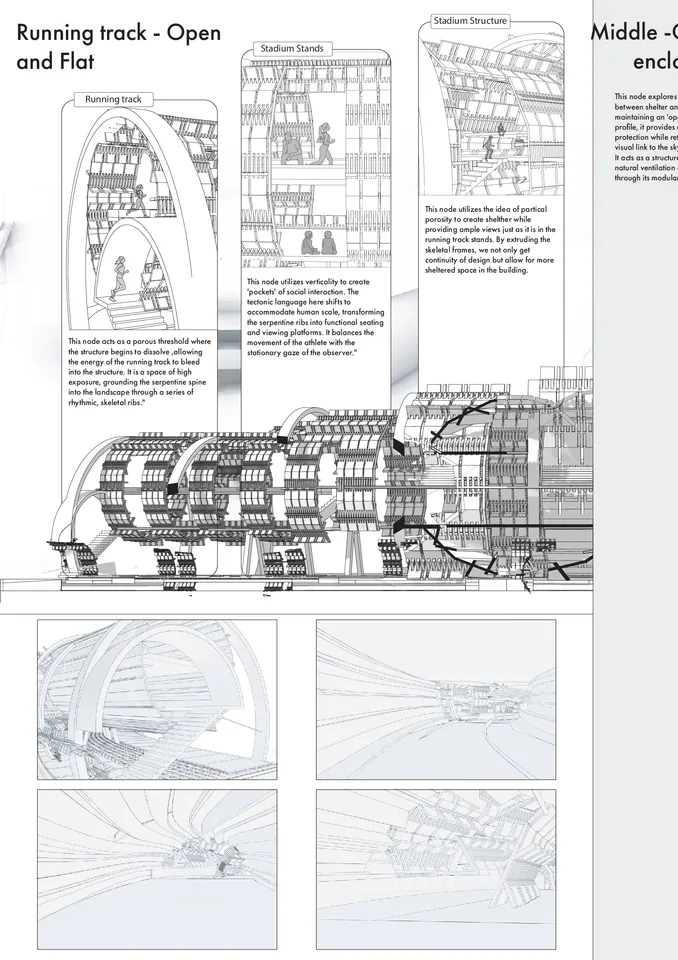 Running track - Open
and Flat
Running track
This node acts as a porous threshold where
the structure begins to dissolve ,allowing
the energy of the running track to bleed
into the structure. It is a space of high
exposure, grounding the serpentine spine
into the landscape through a series of
rhythmic, skeletal ribs."
Stadium Stands
This node utilizes verticality to create
'pockets' of social interaction. The
tectonic language here shifts to
accommodate human scale, transforming
the serpentine ribs into functional seating
and viewing platforms. It balances the
movement of the athlete with the
stationary gaze of the observer."
Stadium Structure
This node utilizes the idea of partical
porosity to create shelther while
providing ample views just as it is in the
running track stands. By extruding the
skeletal frames, we not only get
continuity of design but allow for more
sheltered space in the building.
Middle
This node explores
between shelter
maintaining an
profile, it provides
protection while
visual link to the
It acts as a structure
natural ventilation
through its